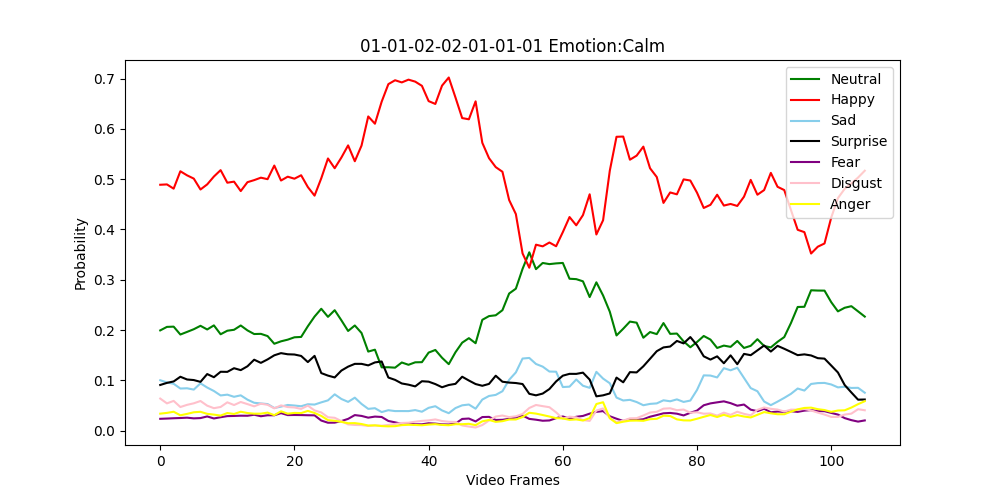 01-01-02-02-01-01-01 Emotion:Calm
Probability
0.7
0.6
0.5
0.4
0.3
0.2
0.1
0.0
Neutral
Happy
Sad
Surprise
Fear
Disgust
Anger
0 20 40 60 80 100
Video Frames